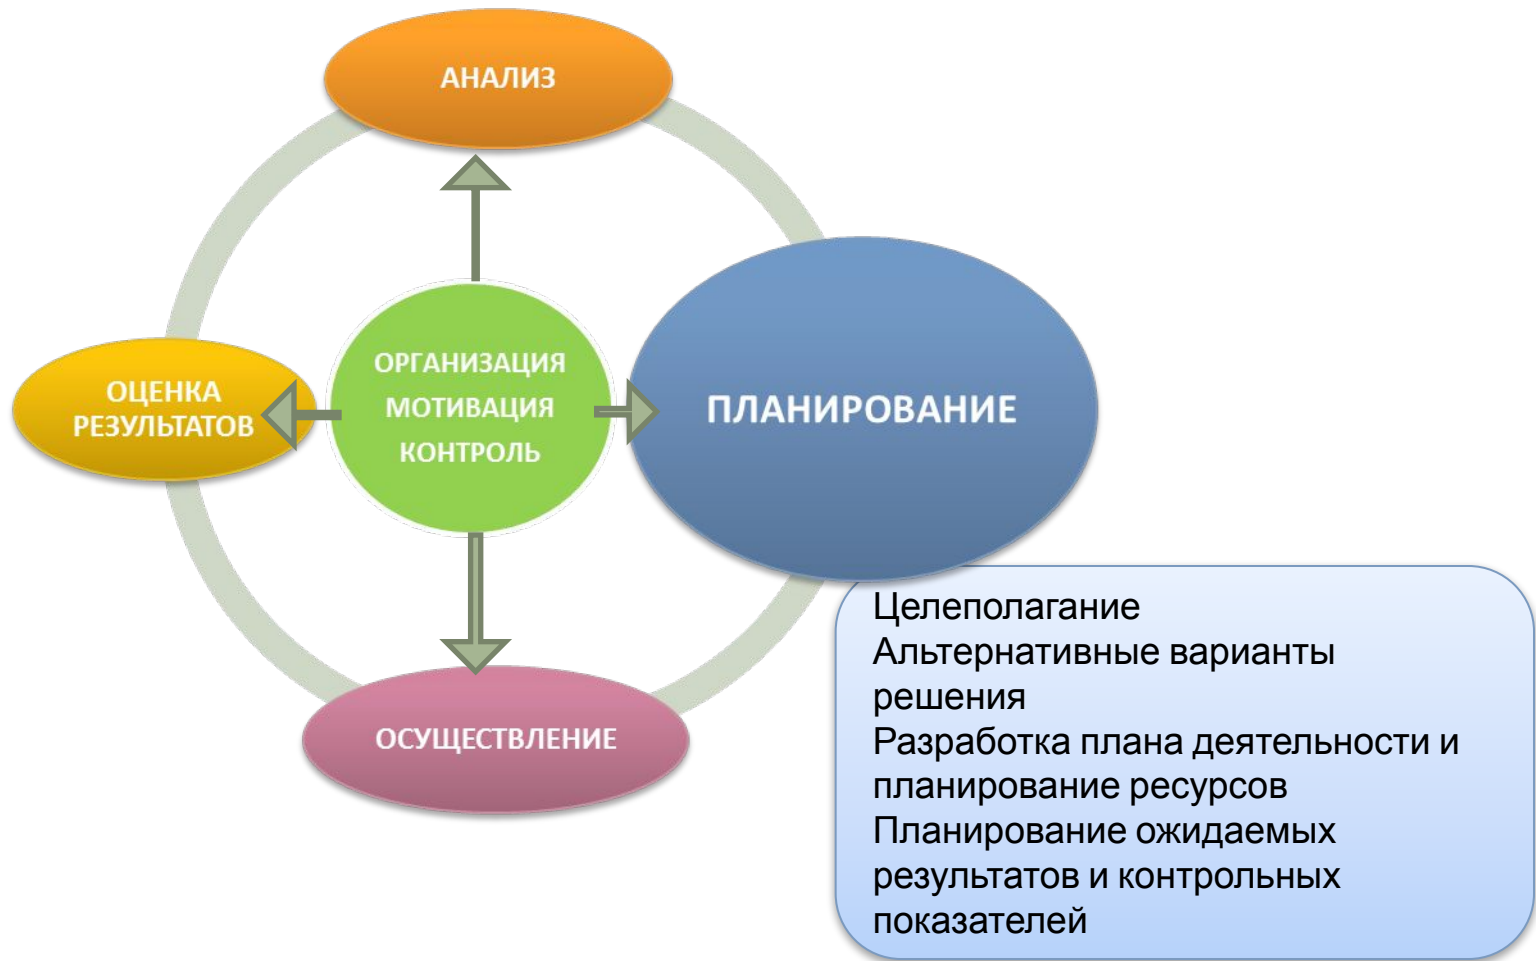 АНАЛИЗ
ОРГАНИЗАЦИЯ
МОТИВАЦИЯ
КОНТРОЛЬ
ОЦЕНКА
РЕЗУЛЬТАТОВ
ПЛАНИРОВАНИЕ
ОСУЩЕСТВЛЕНИЕ
Целеполагание
Альтернативные варианты
решения
Разработка плана деятельности и
планирование ресурсов
Планирование ожидаемых
результатов и контрольных
показателей